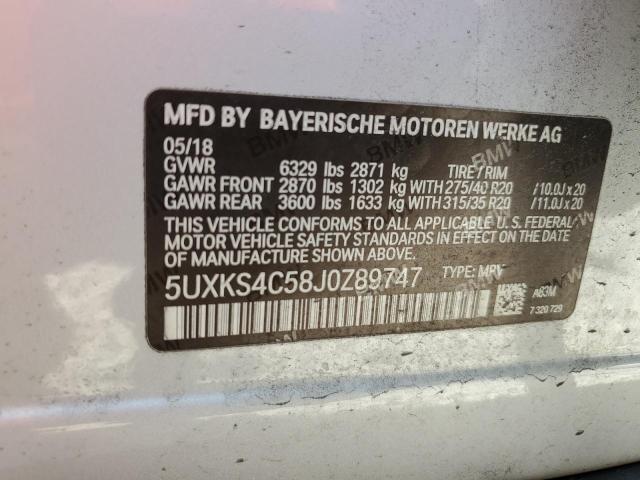 MFD BY BAYERISCHE MOTOREN WERKE AG
05/18
GVWR 6329 lbs 2871 kg TIRE/RIM
GAWR FRONT 2870 lbs 1302 kg WITH 275/40 R20 /10.0J x 20
GAWR REAR 3600 lbs 1633 kg WITH 315/35 R20 /11.0J x 20
THIS VEHICLE CONFORMS TO ALL APPLICABLE U.S. FEDERAL
MOTOR VEHICLE SAFETY STANDARDS IN EFFECT ON THE DATE
OF MANUFACTURE SHOWN ABOVE.
5UXKS4C58J0Z89747 TYPE: MPV
A83M
7 320 729